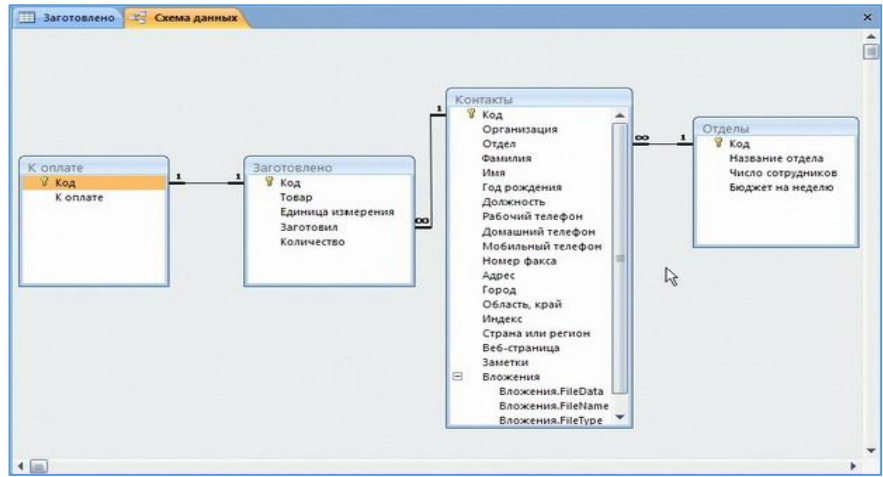 Заготовлено
Схема данных
К оплате
Код
К оплате
1
1
Заготовлено
Код
Товар
Единица измерения
Заготовил
Количество
∞
1
Контакты
Код
Организация
Отдел
Фамилия
Имя
Год рождения
Должность
Рабочий телефон
Домашний телефон
Мобильный телефон
Номер факса
Адрес
Город
Область, край
Индекс
Страна или регион
Веб-страница
Заметки
Вложения
Вложения.FileData
Вложения.FileName
Вложения.FileType
∞
1
Отделы
Код
Название отдела
Число сотрудников
Бюджет на неделю